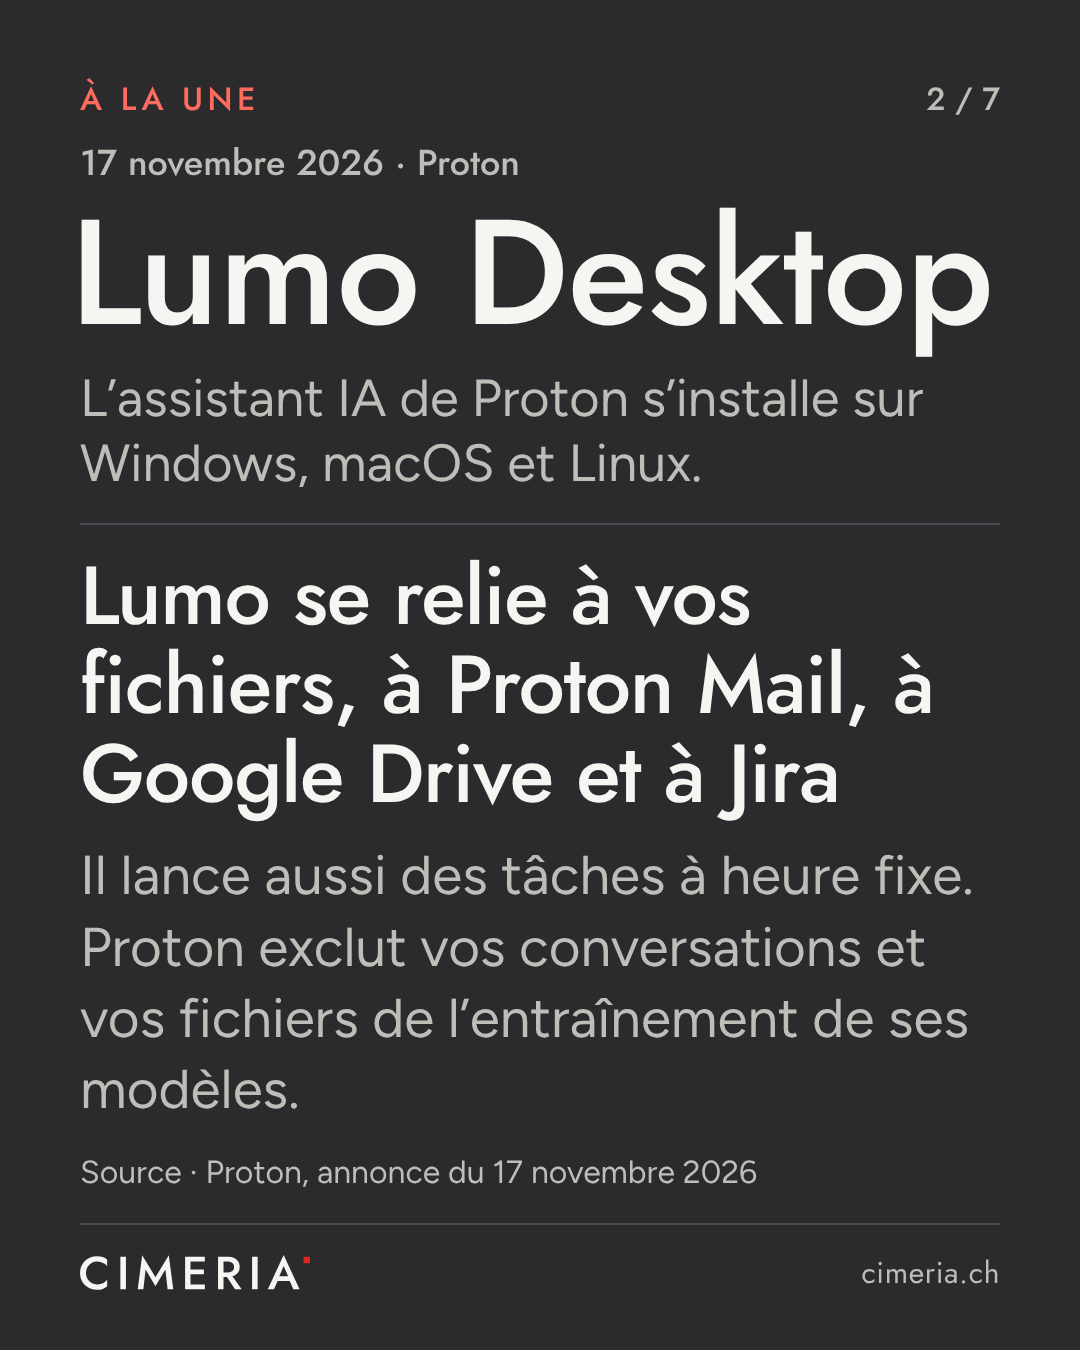 À LA UNE
2 / 7
17 novembre 2026 · Proton
Lumo Desktop
L’assistant IA de Proton s’installe sur
Windows, macOS et Linux.
Lumo se relie à vos
fichiers, à Proton Mail, à
Google Drive et à Jira
Il lance aussi des tâches à heure fixe.
Proton exclut vos conversations et
vos fichiers de l’entraînement de ses
modèles.
Source · Proton, annonce du 17 novembre 2026
CIMERIA
cimeria.ch